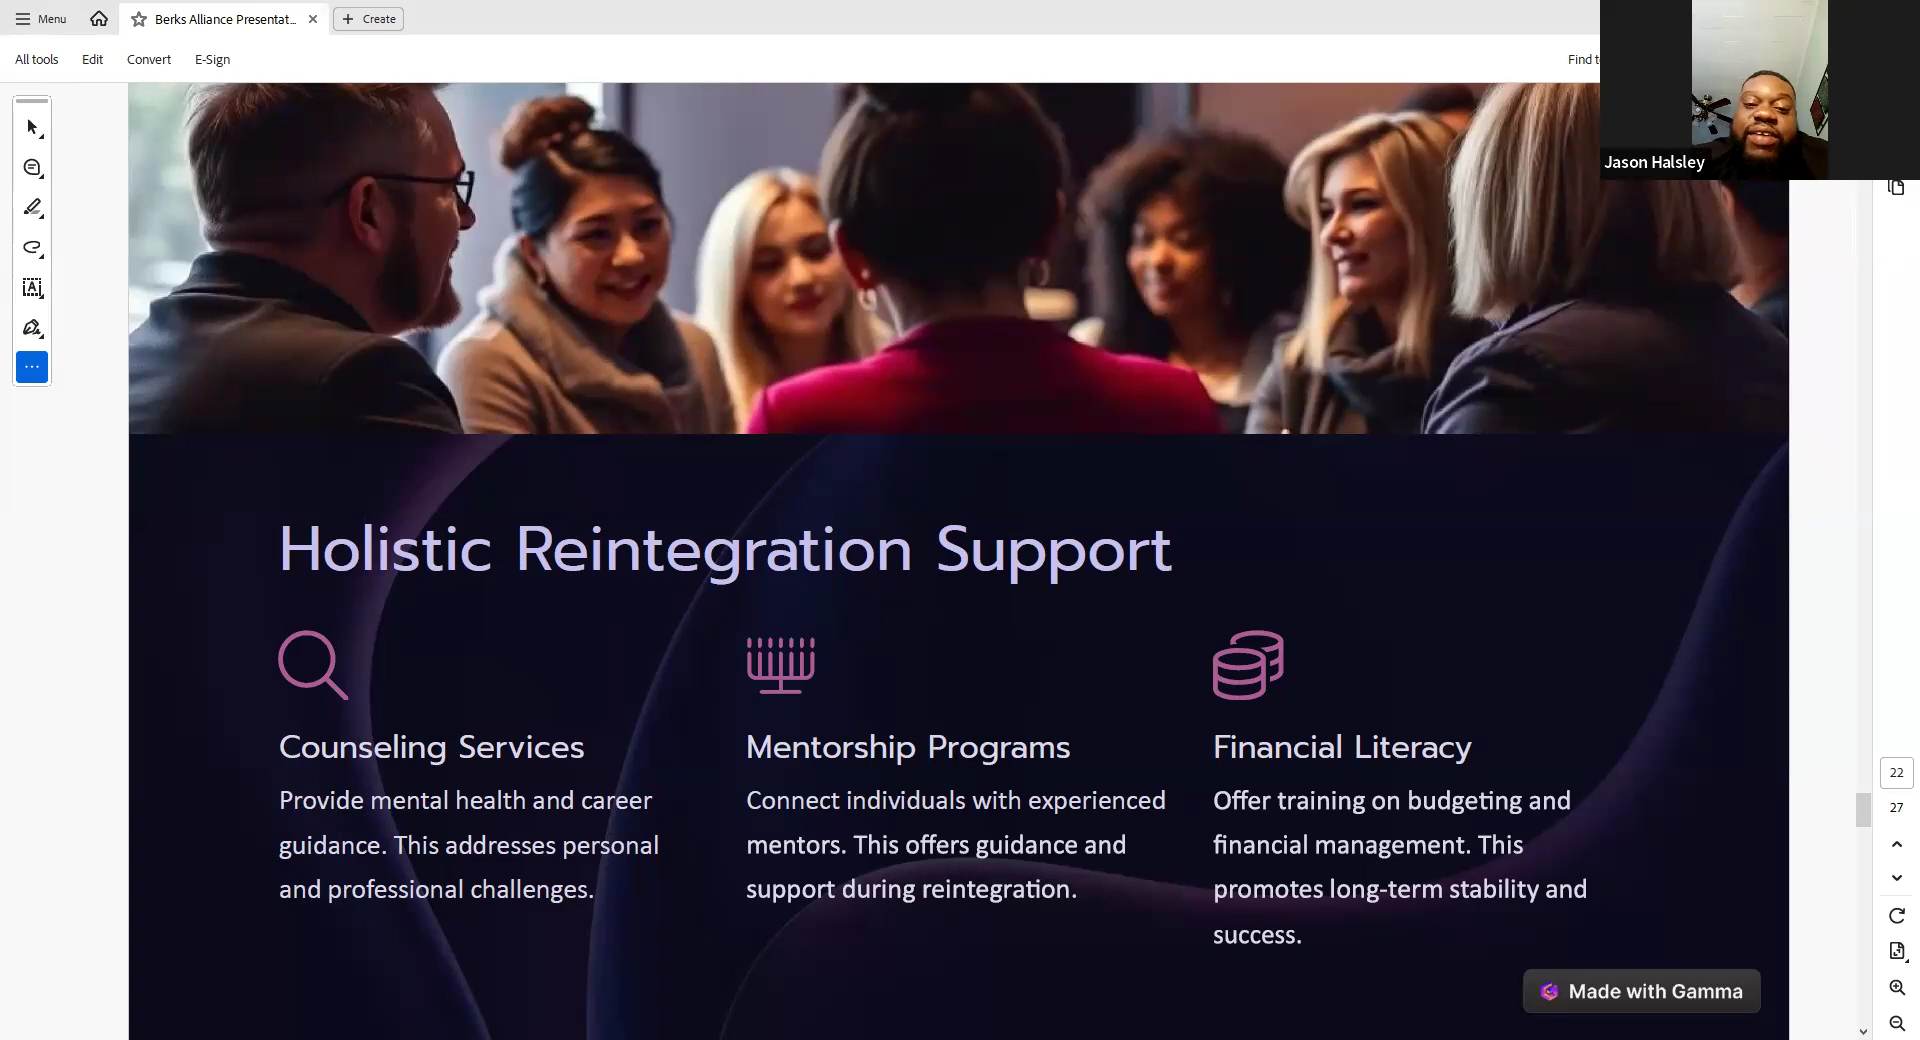 Menu
Berks Alliance Presentat...
Create
All tools
Edit
Convert
E-Sign
Find t
Jason Halsley
Holistic Reintegration Support
Counseling Services
Provide mental health and career
guidance. This addresses personal
and professional challenges.
Mentorship Programs
Connect individuals with experienced
mentors. This offers guidance and
support during reintegration.
Financial Literacy
Offer training on budgeting and
financial management. This
promotes long-term stability and
success.
Made with Gamma
22
27